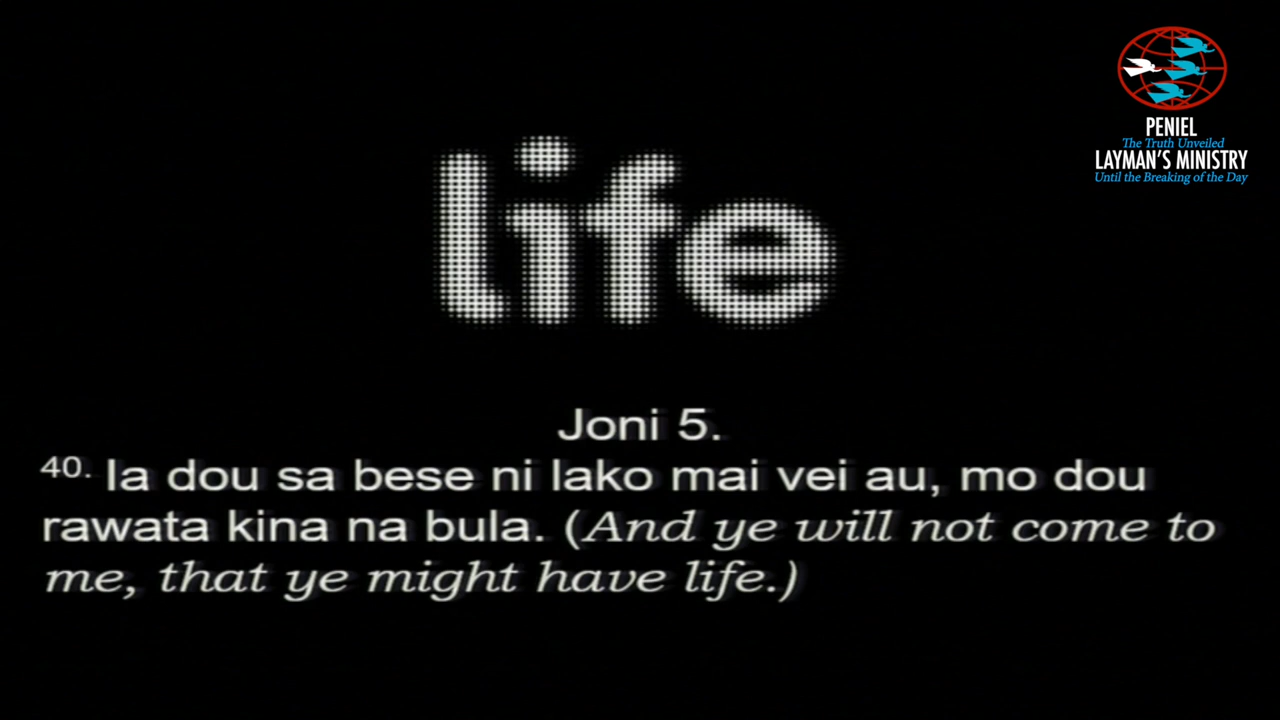 PENIEL
The Truth Unveiled
LAYMAN'S MINISTRY
Until the Breaking of the Day
life
Joni 5.
40. Ia dou sa bese ni lako mai vei au, mo dou
rawata kina na bula. (And ye will not come to
me, that ye might have life.)